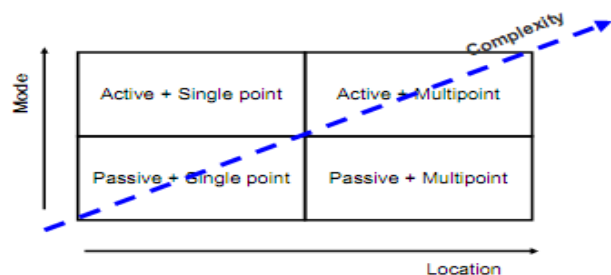 Complexity
Mode
Active + Single point
Active + Multipoint
Passive + Single point
Passive + Multipoint
Location